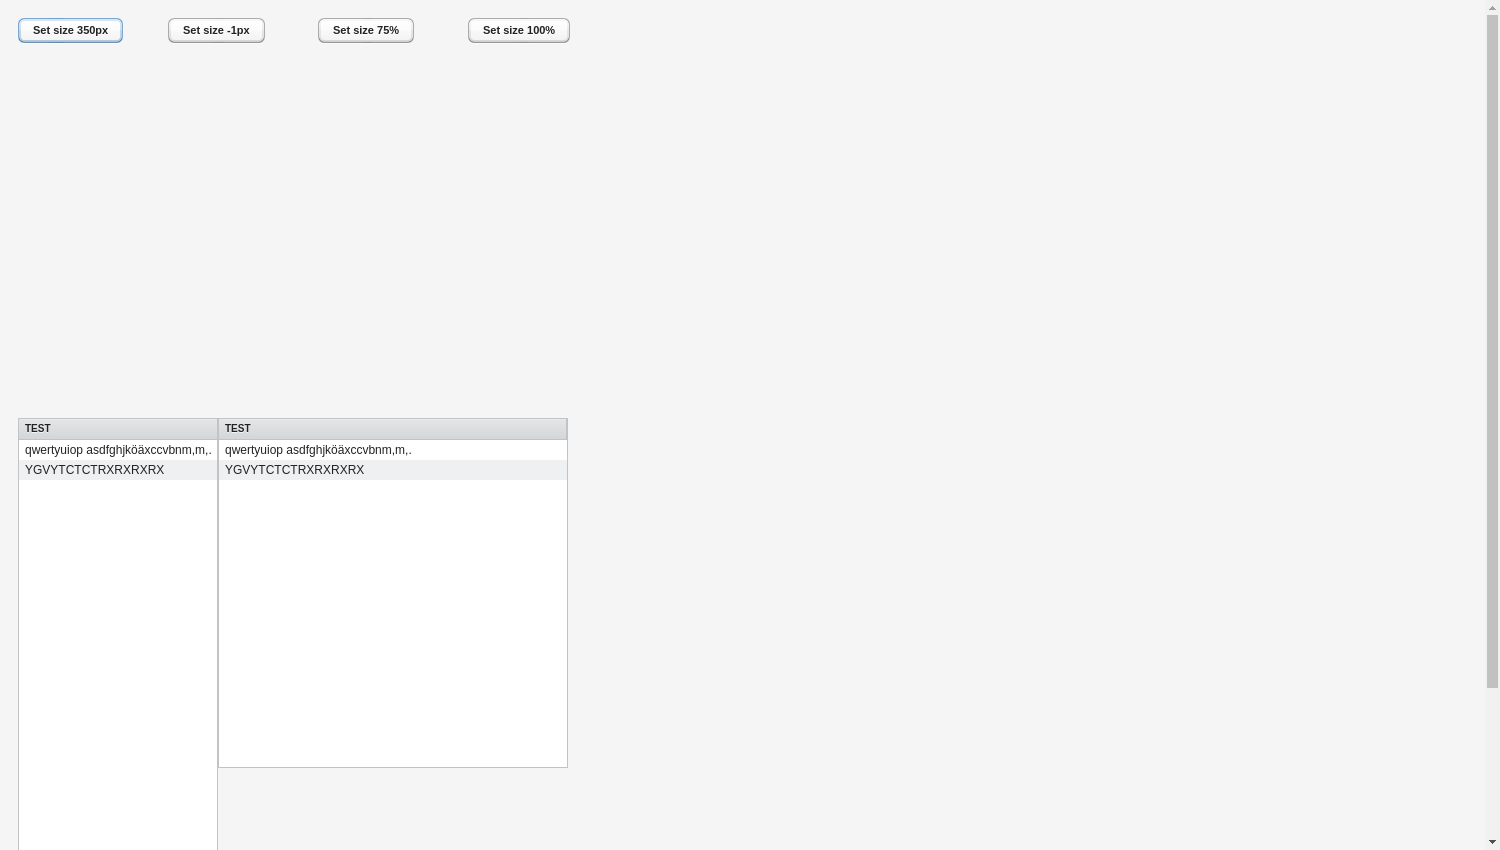 Set size 350px Set size -1px Set size 75% Set size 100%
TEST TEST
qwertyuiop asdfghjköäxccvbnm,m,. qwertyuiop asdfghjköäxccvbnm,m,.
YGVYTCTCTRXRXRXRX YGVYTCTCTRXRXRXRX